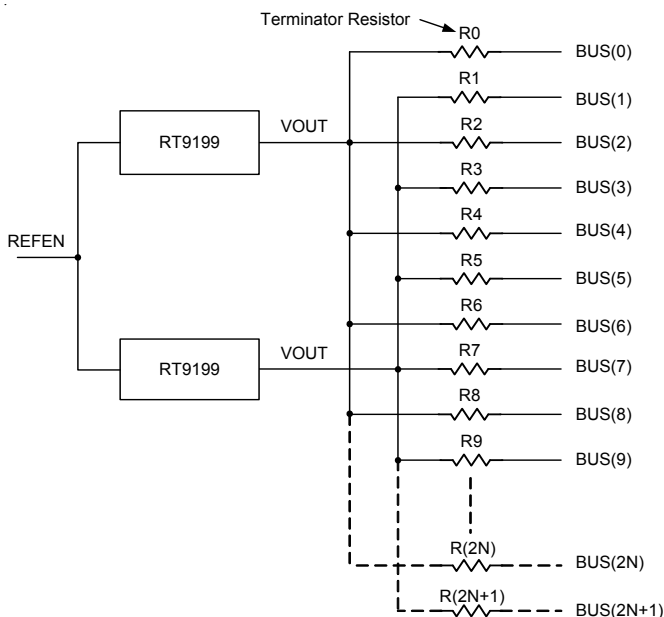 Terminator Resistor
R0
BUS(0)
R1
BUS(1)
RT9199
VOUT
R2
BUS(2)
R3
BUS(3)
R4
BUS(4)
REFEN
R5
BUS(5)
R6
BUS(6)
RT9199
VOUT
R7
BUS(7)
R8
BUS(8)
R9
BUS(9)
R(2N)
BUS(2N)
R(2N+1)
BUS(2N+1)